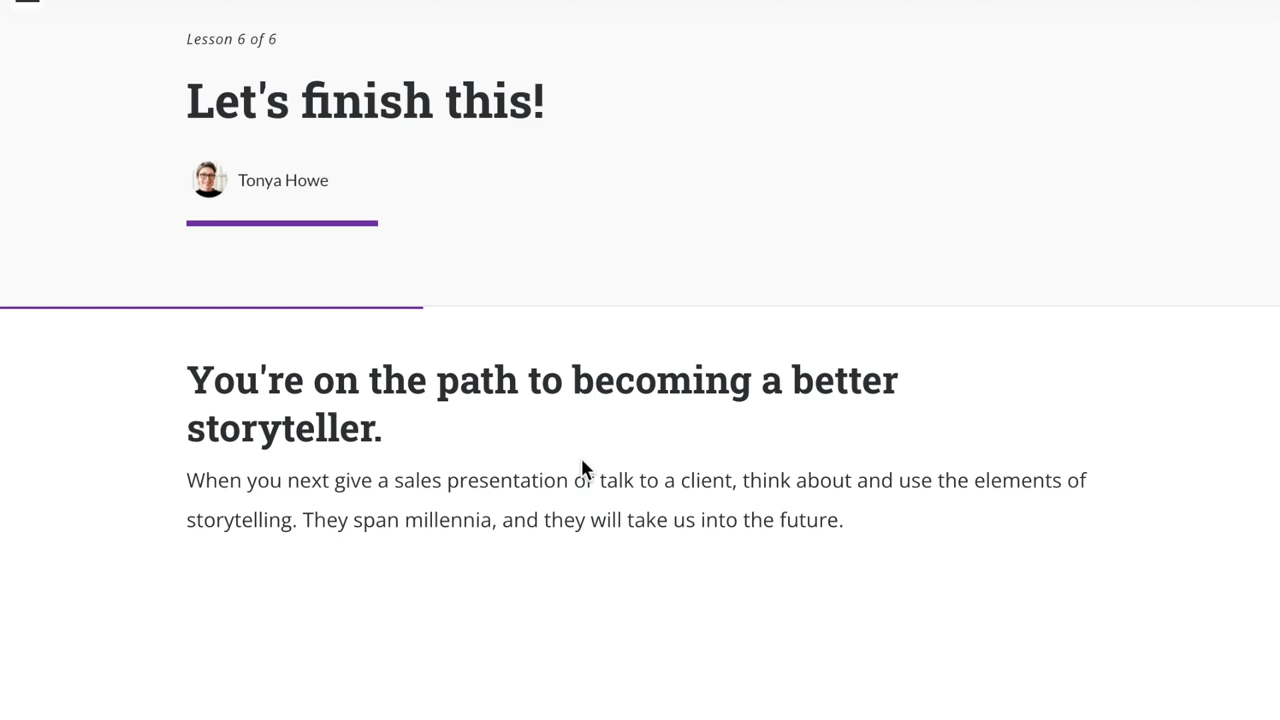 Lesson 6 of 6
Let's finish this!
Tonya Howe
You're on the path to becoming a better
storyteller.
When you next give a sales presentation or talk to a client, think about and use the elements of
storytelling. They span millennia, and they will take us into the future.